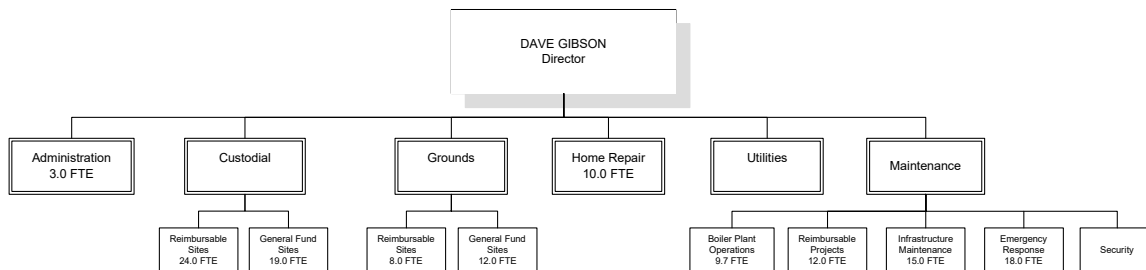 DAVE GIBSON
Director
Administration
3.0 FTE
Custodial
Grounds
Home Repair
10.0 FTE
Utilities
Maintenance
Reimbursable
Sites
24.0 FTE
General Fund
Sites
19.0 FTE
Reimbursable
Sites
8.0 FTE
General Fund
Sites
12.0 FTE
Boiler Plant
Operations
9.7 FTE
Reimbursable
Projects
12.0 FTE
Infrastructure
Maintenance
15.0 FTE
Emergency
Response
18.0 FTE
Security